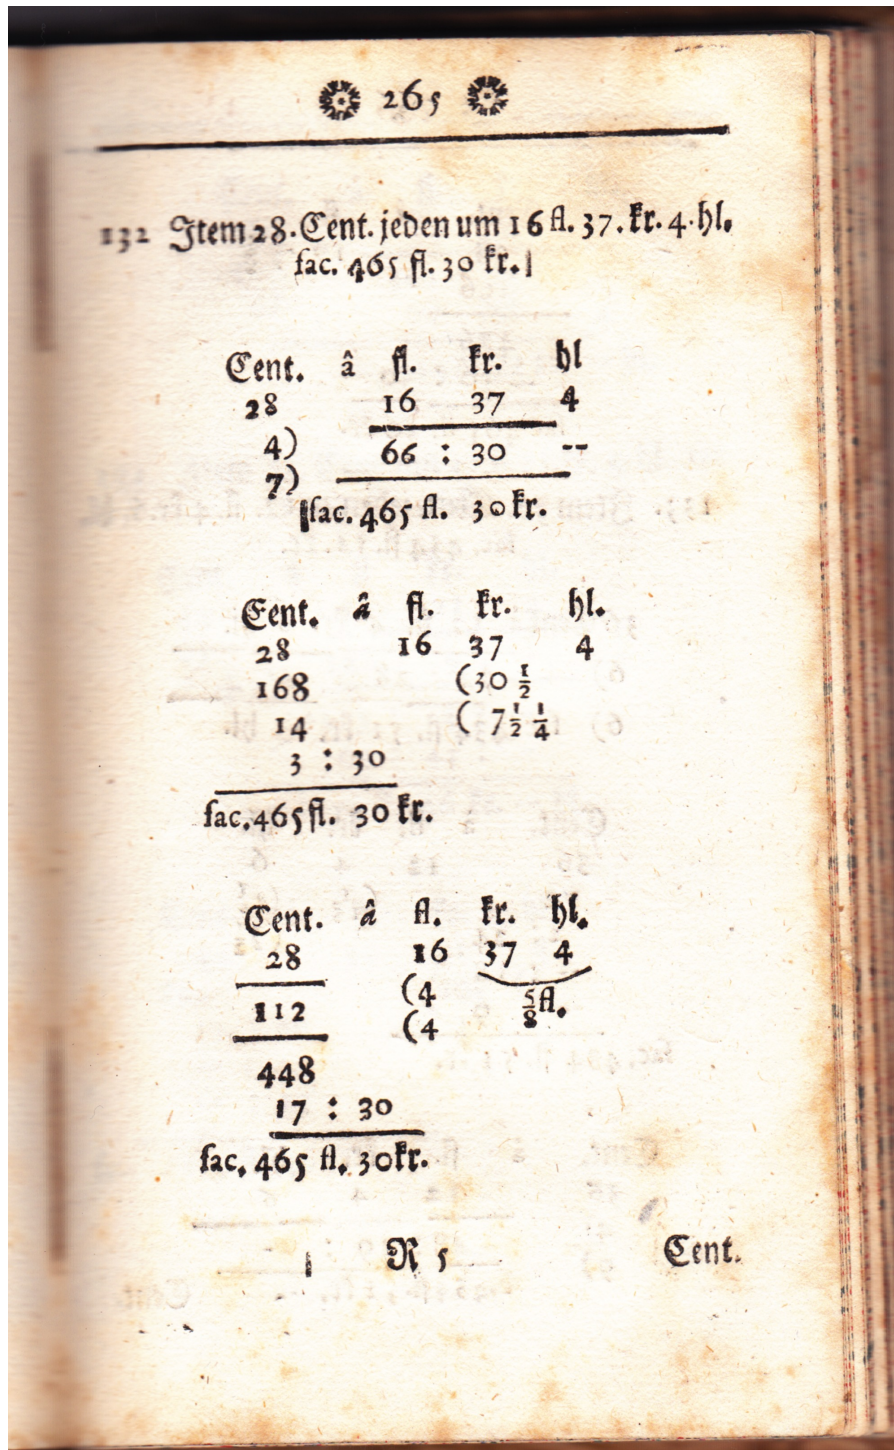 265
132 Item 28. Cent. jeden um 16 fl. 37. kr. 4. hl.
fac. 465 fl. 30 kr.
Cent. â fl. kr. hl
28 16 37 4
4) 66 : 30 --
7)
fac. 465 fl. 30 kr.
Cent. â fl. kr. hl.
28 16 37 4
168 (30 1/2
14 ( 7 1/2 1/4
3 : 30
fac. 465 fl. 30 kr.
Cent. â fl. kr. hl.
28 16 37 4
112 (4 5/8 fl.
(4
448
17 : 30
fac. 465 fl. 30 kr.
R 5 Cent.